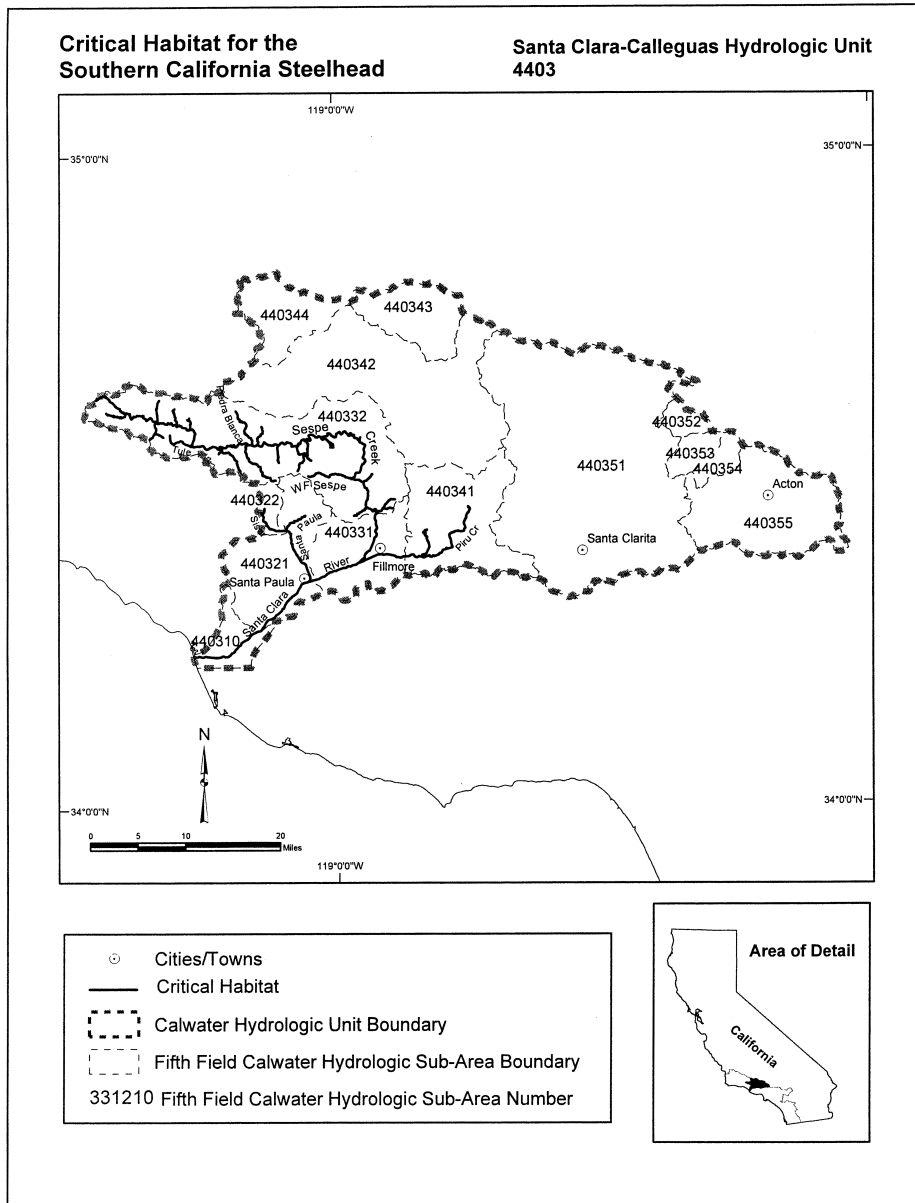 Critical Habitat for the
Southern California Steelhead
Santa Clara-Calleguas Hydrologic Unit
4403
119°0'0"W
35°0'0"N
35°0'0"N
440344
440343
440342
440332
Piedra Blanca
Sespe
Creek
Tule
440352
440353
440354
440351
Acton
W F Sespe
440341
440322
440355
Sis
Paula
Santa
440331
Piru Cr
Santa Clarita
440321
River
Fillmore
Santa Paula
Santa Clara
440310
N
34°0'0"N
34°0'0"N
0 5 10 20
Miles
119°0'0"W
Cities/Towns
Critical Habitat
Calwater Hydrologic Unit Boundary
Fifth Field Calwater Hydrologic Sub-Area Boundary
331210 Fifth Field Calwater Hydrologic Sub-Area Number
Area of Detail
California